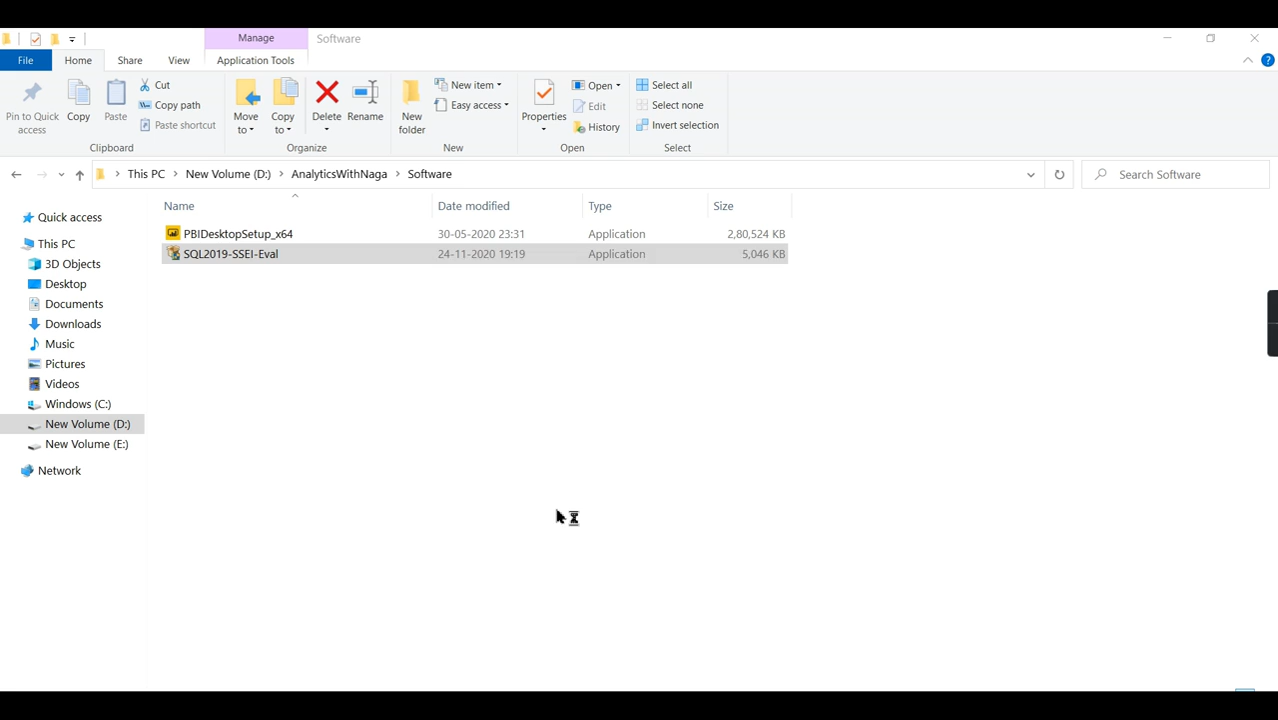 Manage
Software
File
Home
Share
View
Application Tools
Pin to Quick
access
Copy
Paste
Cut
Copy path
Paste shortcut
Clipboard
Move
to
Copy
to
Delete
Rename
Organize
New
folder
New item
Easy access
New
Properties
Open
Edit
History
Open
Select all
Select none
Invert selection
Select
This PC
New Volume (D:)
AnalyticsWithNaga
Software
Search Software
Name
Date modified
Type
Size
PBIDesktopSetup_x64
30-05-2020 23:31
Application
2,80,524 KB
SQL2019-SSEI-Eval
24-11-2020 19:19
Application
5,046 KB
Quick access
This PC
3D Objects
Desktop
Documents
Downloads
Music
Pictures
Videos
Windows (C:)
New Volume (D:)
New Volume (E:)
Network